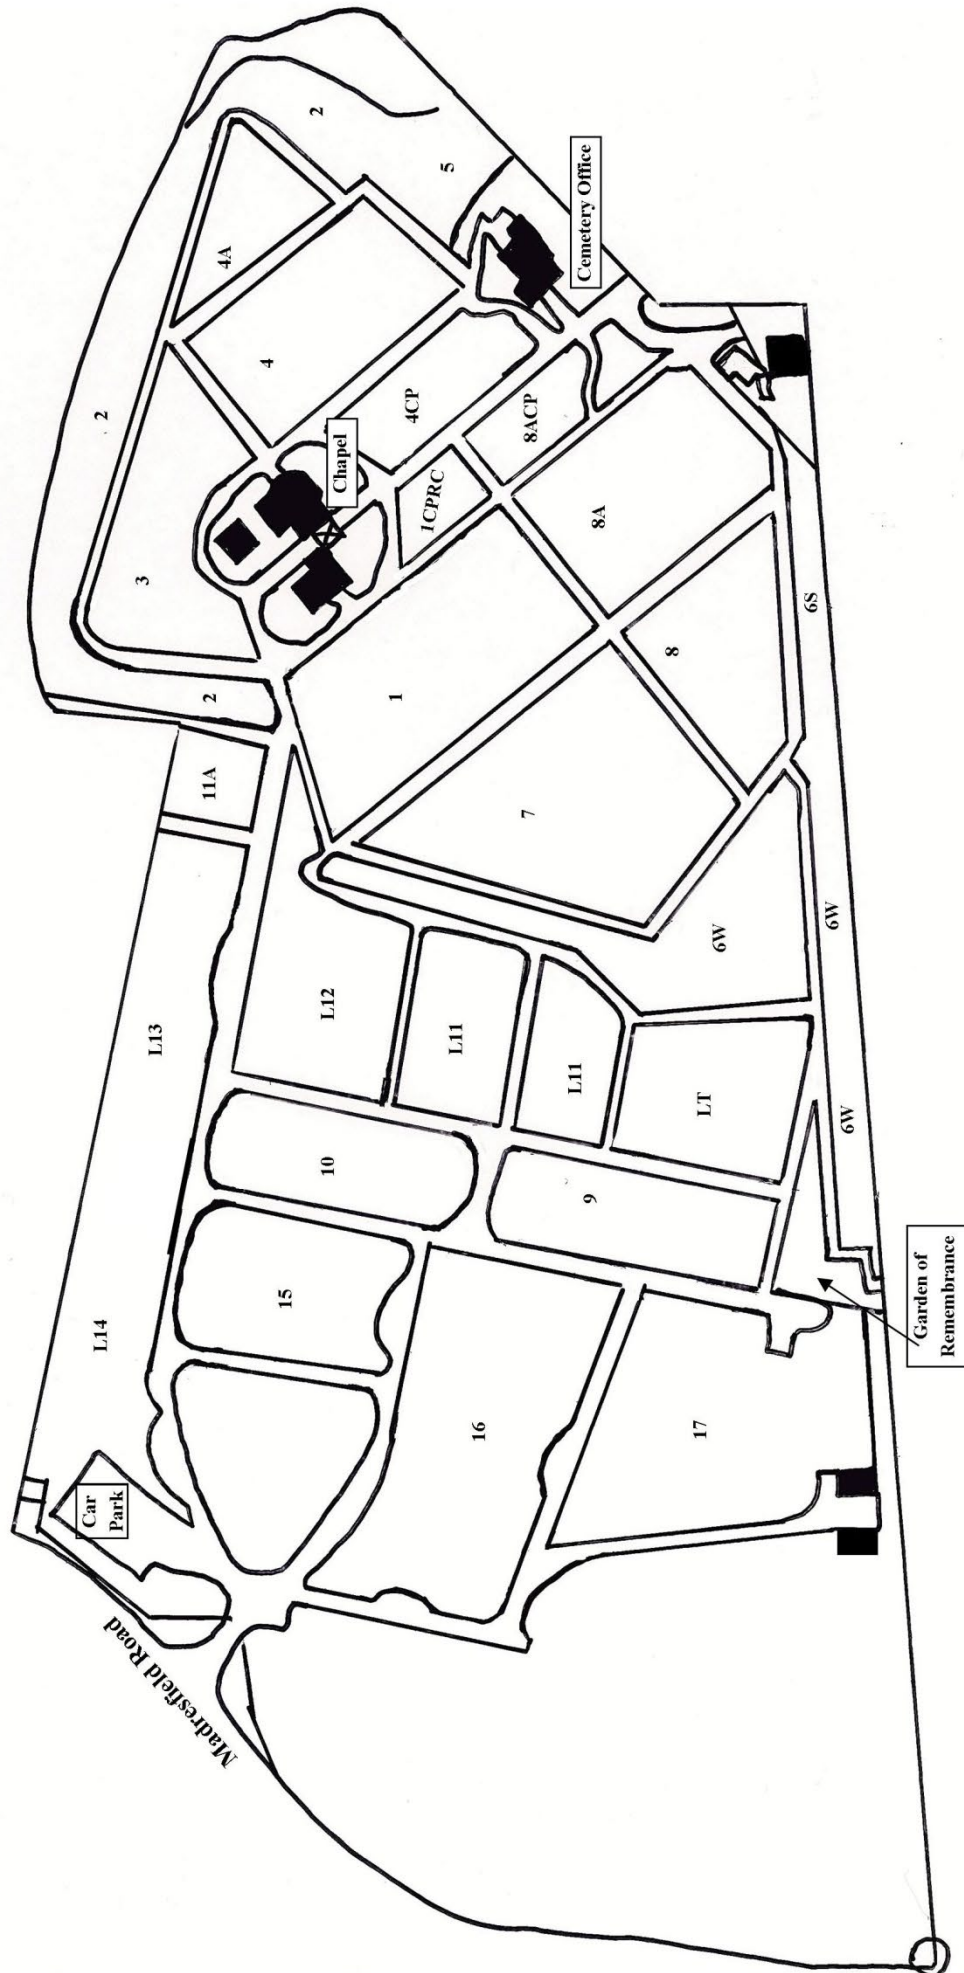 2
5
Cemetery Office
4A
4
2
4CP
8ACP
Chapel
1CPRC
8A
3
6S
8
1
2
11A
7
6W
6W
L12
L13
L11
L11
LT
6W
10
9
15
Garden of
Remembrance
L14
16
17
Car
Park
Madresfield Road